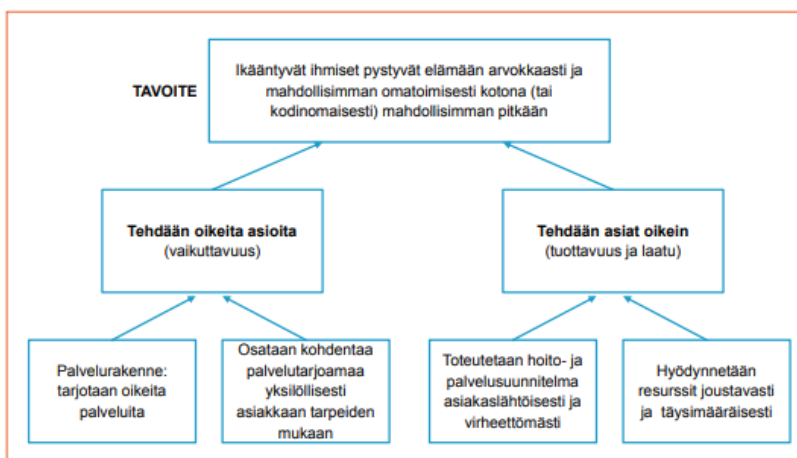 TAVOITE
Ikääntyvät ihmiset pystyvät elämään arvokkaasti ja
mahdollisimman omatoimisesti kotona (tai
kodinomaisesti) mahdollisimman pitkään
Tehdään oikeita asioita
(vaikuttavuus)
Tehdään asiat oikein
(tuottavuus ja laatu)
Palvelurakenne:
tarjotaan oikeita
palveluita
Osataan kohdentaa
palvelutarjoamaa
yksilöllisesti
asiakkaan tarpeiden
mukaan
Toteutetaan hoito- ja
palvelusuunnitelma
asiakaslähtöisesti ja
virheettömästi
Hyödynnetään
resurssit joustavasti
ja täysimääräisesti